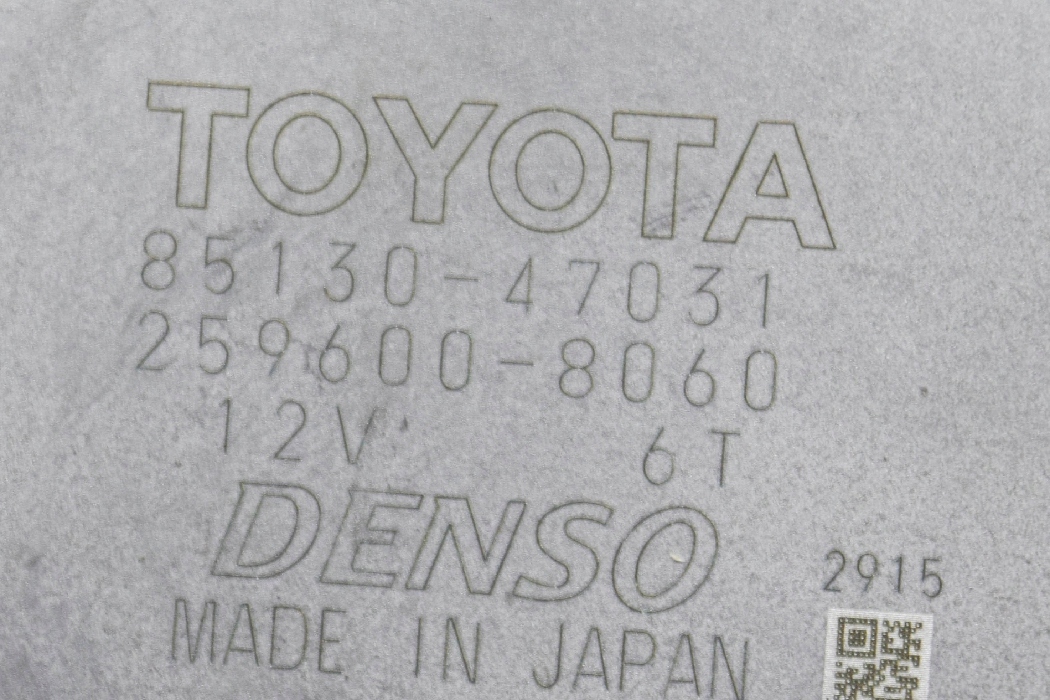 TOYOTA
85130-47031
259600-8060
12V 6T
DENSO
2915
MADE IN JAPAN